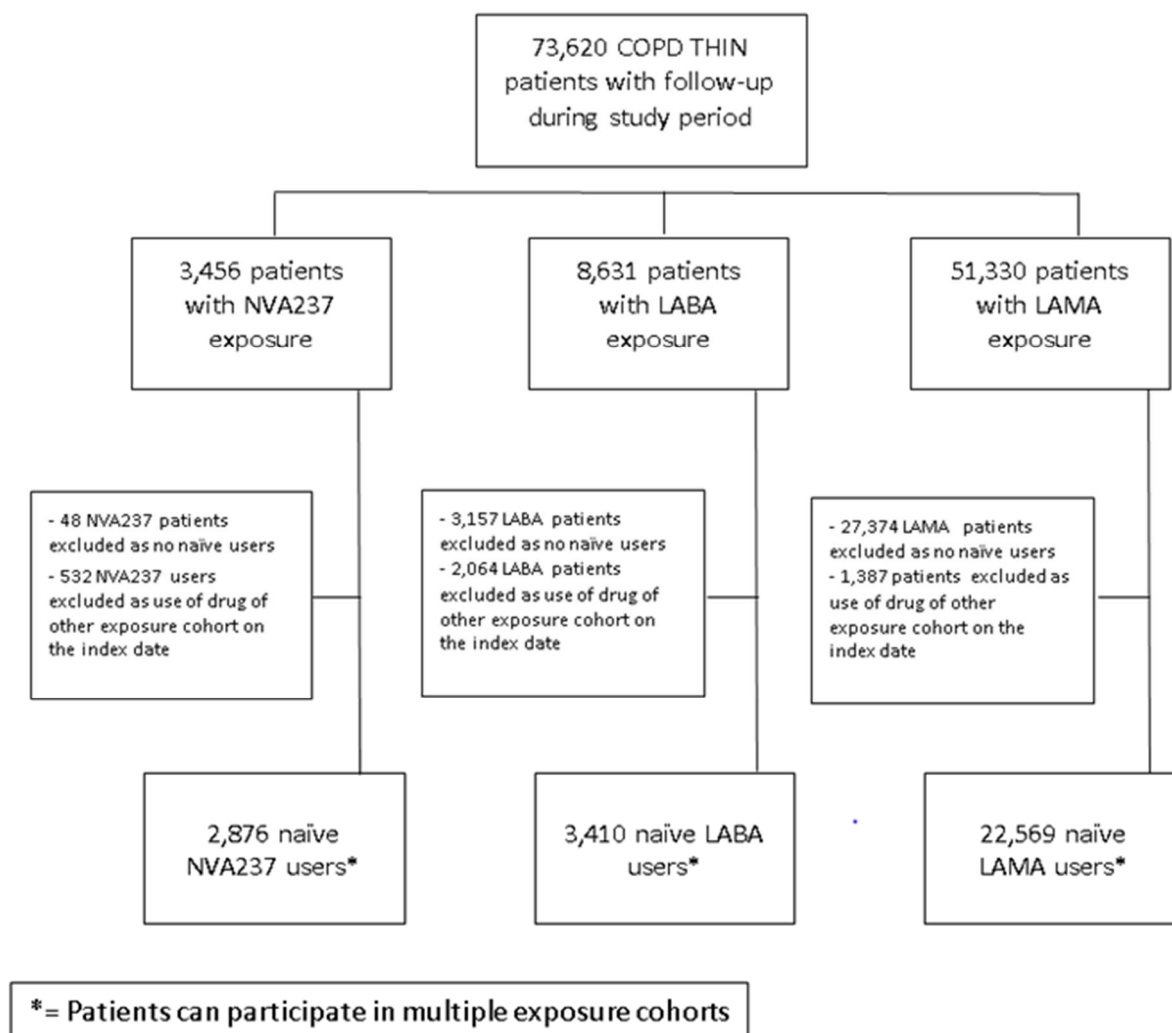 73,620 COPD THIN
patients with follow-up
during study period
3,456 patients
with NVA237
exposure
8,631 patients
with LABA
exposure
51,330 patients
with LAMA
exposure
- 48 NVA237 patients
excluded as no naïve users
- 532 NVA237 users
excluded as use of drug of
other exposure cohort on
the index date
- 3,157 LABA patients
excluded as no naïve users
- 2,064 LABA patients
excluded as use of drug of
other exposure cohort on
the index date
- 27,374 LAMA patients
excluded as no naïve users
- 1,387 patients excluded as
use of drug of other
exposure cohort on the
index date
2,876 naïve
NVA237 users*
3,410 naïve LABA
users*
22,569 naïve
LAMA users*
*= Patients can participate in multiple exposure cohorts